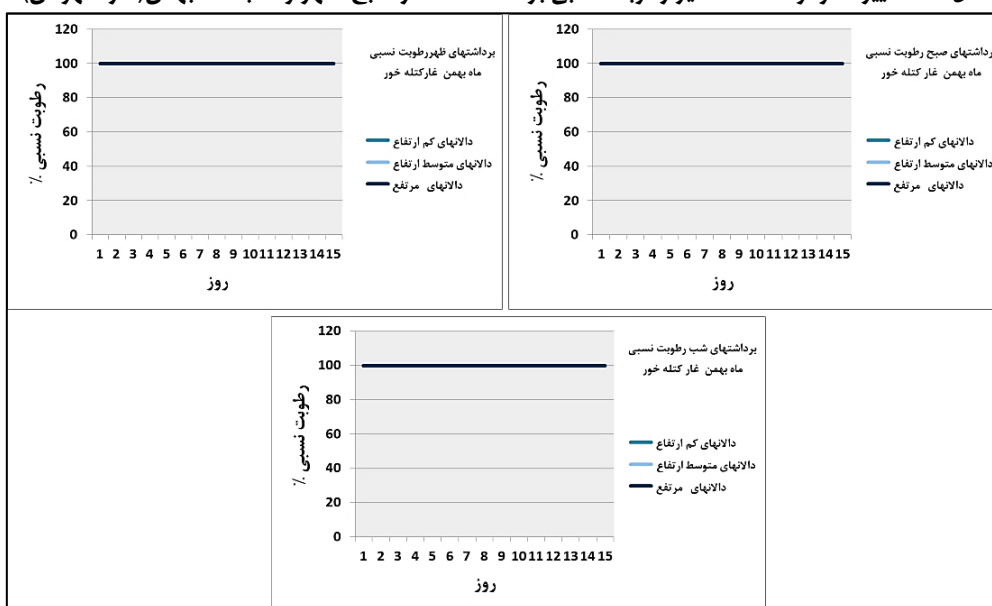 برداشتهای صبح رطوبت نسبی
ماه بهمن غار کتله خور
120
100
80
60
40
20
0
رطوبت نسبی %
دالانهای کم ارتفاع
دالانهای متوسط ارتفاع
دالانهای مرتفع
1 2 3 4 5 6 7 8 9 10 11 12 13 14 15
روز
برداشتهای ظهررطوبت نسبی
ماه بهمن غارکتله خور
120
100
80
60
40
20
0
رطوبت نسبی %
دالانهای کم ارتفاع
دالانهای متوسط ارتفاع
دالانهای مرتفع
1 2 3 4 5 6 7 8 9 10 11 12 13 14 15
روز
برداشتهای شب رطوبت نسبی
ماه بهمن غار کتله خور
120
100
80
60
40
20
0
رطوبت نسبی %
دالانهای کم ارتفاع
دالانهای متوسط ارتفاع
دالانهای مرتفع
1 2 3 4 5 6 7 8 9 10 11 12 13 14 15
روز